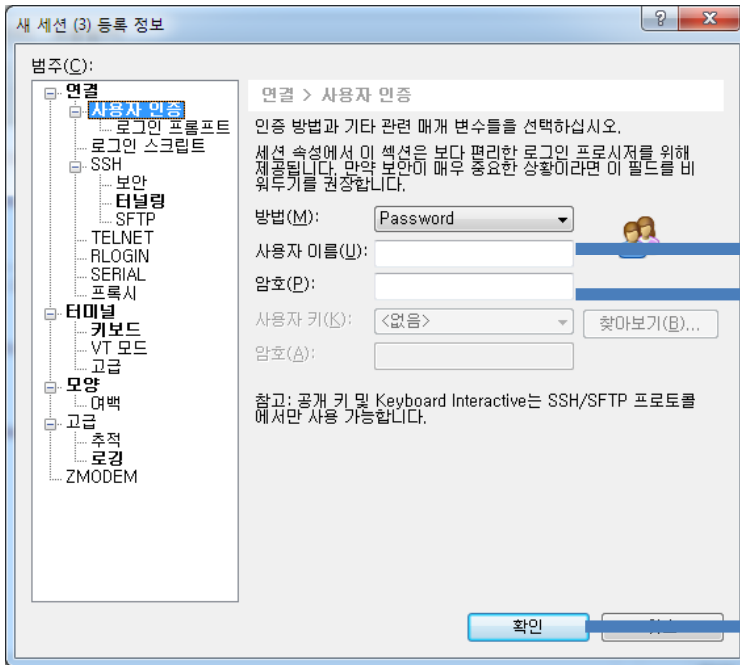 새 세션 (3) 등록 정보
범주(C):
연결
사용자 인증
로그인 프롬프트
로그인 스크립트
SSH
보안
터널링
SFTP
TELNET
RLOGIN
SERIAL
프록시
터미널
키보드
VT 모드
고급
모양
여백
고급
추적
로깅
ZMODEM
연결 > 사용자 인증
인증 방법과 기타 관련 매개 변수들을 선택하십시오.
세션 속성에서 이 섹션은 보다 편리한 로그인 프로시저를 위해
제공됩니다. 만약 보안이 매우 중요한 상황이라면 이 필드를 비
워두기를 권장합니다.
방법(M): Password
사용자 이름(U):
암호(P):
사용자 키(K): <없음> 찾아보기(B)...
암호(A):
참고: 공개 키 및 Keyboard Interactive는 SSH/SFTP 프로토콜
에서만 사용 가능합니다.
확인